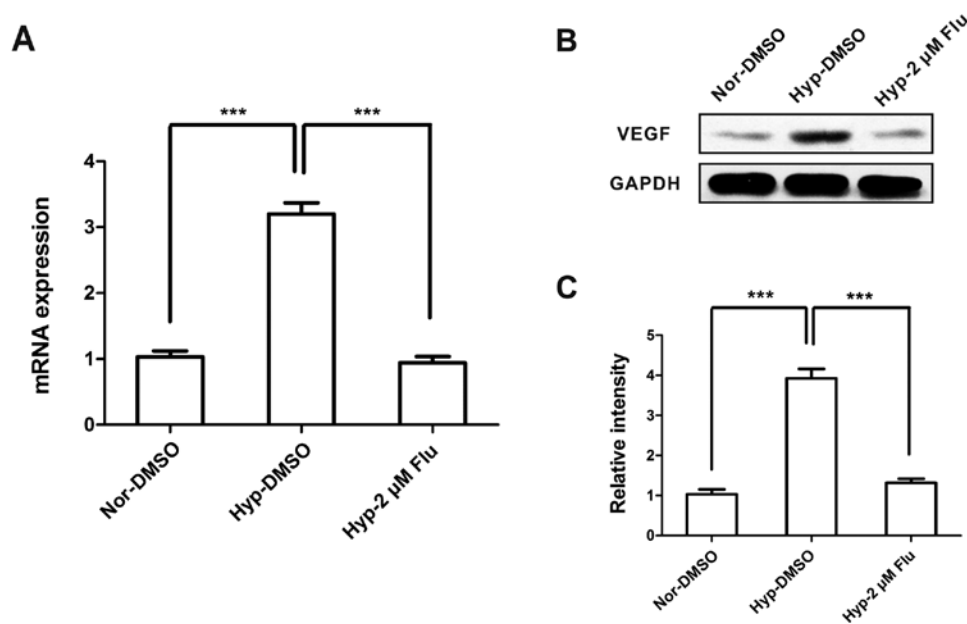 A
*** ***
mRNA expression
4
3
2
1
0
Nor-DMSO
Hyp-DMSO
Hyp-2 μM Flu
B
Nor-DMSO
Hyp-DMSO
Hyp-2 μM Flu
VEGF
GAPDH
C
*** ***
Relative intensity
5
4
3
2
1
0
Nor-DMSO
Hyp-DMSO
Hyp-2 μM Flu